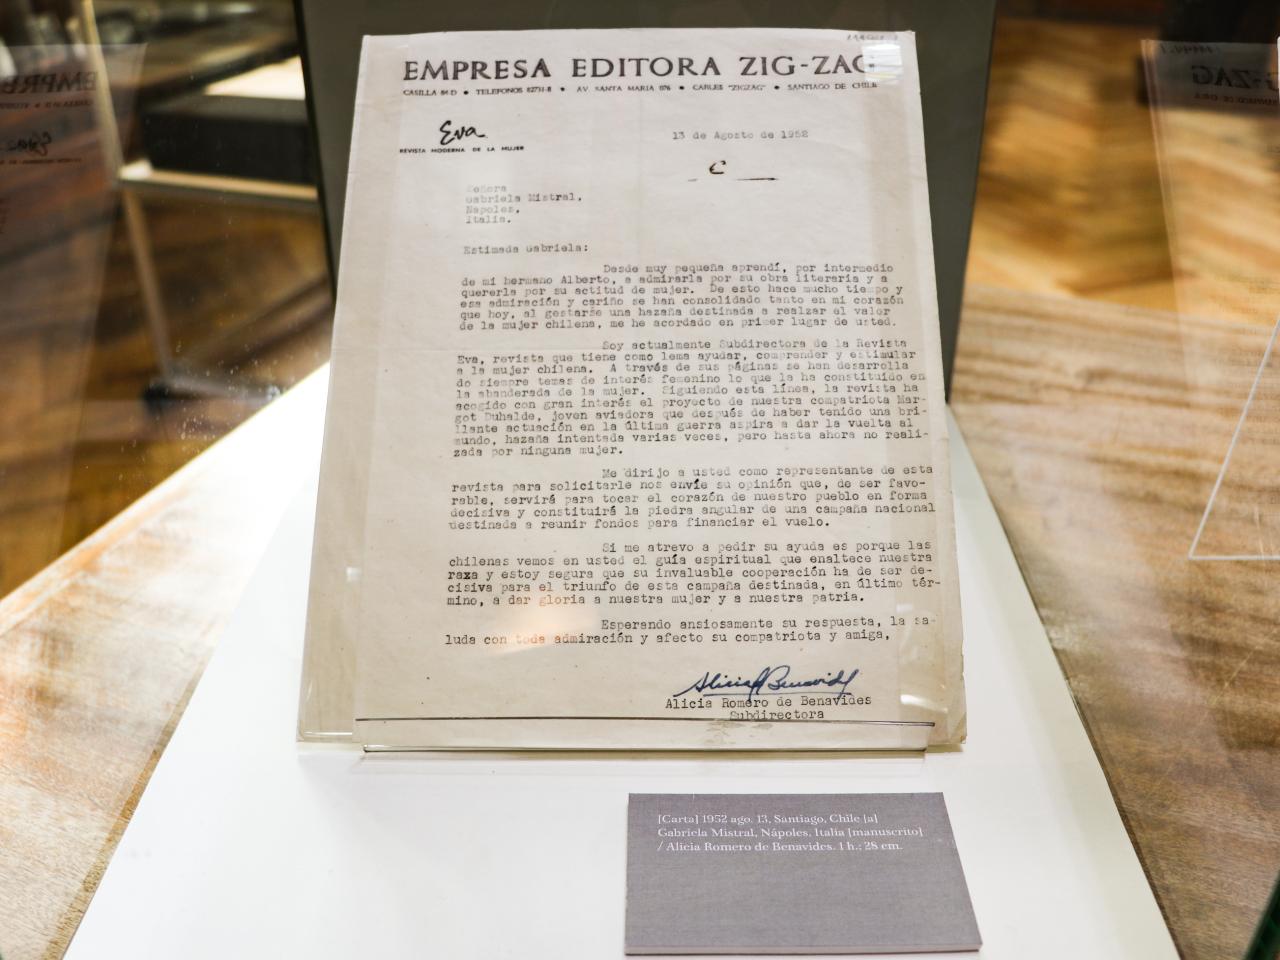 EMPRESA EDITORA ZIG-ZAG
CASILLA 84-D • TELEFONOS 82731-8 • AV. SANTA MARIA 076 • CABLES "ZIGZAG" • SANTIAGO DE CHILE
Eva
REVISTA MODERNA DE LA MUJER
13 de Agosto de 1952
C
Señora
Gabriela Mistral,
Napoles,
Italia.
Estimada Gabriela:
Desde muy pequeña aprendí, por intermedio
de mi hermano Alberto, a admirarla por su obra literaria y a
quererla por su actitud de mujer. De esto hace mucho tiempo y
esa admiración y cariño se han consolidado tanto en mi corazón
que hoy, al gestarse una hazaña destinada a realzar el valor
de la mujer chilena, me he acordado en primer lugar de usted.
Soy actualmente Subdirectora de la Revista
Eva, revista que tiene como lema ayudar, comprender y estimular
a la mujer chilena. A través de sus páginas se han desarrolla
do siempre temas de interés femenino lo que la ha constituído en
la abanderada de la mujer. Siguiendo esta línea, la revista ha
acogido con gran interés el proyecto de nuestra compatriota Mar-
got Duhalde, joven aviadora que después de haber tenido una bri-
llante actuación en la última guerra aspira a dar la vuelta al
mundo, hazaña intentada varias veces, pero hasta ahora no reali-
zada por ninguna mujer.
Me dirijo a usted como representante de esta
revista para solicitarle nos envíe su opinión que, de ser favo-
rable, servirá para tocar el corazón de nuestro pueblo en forma
decisiva y constituirá la piedra angular de una campaña nacional
destinada a reunir fondos para financiar el vuelo.
Si me atrevo a pedir su ayuda es porque las
chilenas vemos en usted el guía espiritual que enaltece nuestra
raxa y estoy segura que su invaluable cooperación ha de ser de-
cisiva para el triunfo de esta campaña destinada, en último tér-
mino, a dar gloria a nuestra mujer y a nuestra patria.
Esperando ansiosamente su respuesta, la sa-
luda con toda admiración y afecto su compatriota y amiga,
Alicia R Benavides
Alicia Romero de Benavides
Subdirectora
[Carta] 1952 ago. 13, Santiago, Chile [a]
Gabriela Mistral, Nápoles, Italia [manuscrito]
/ Alicia Romero de Benavides. 1 h.; 28 cm.